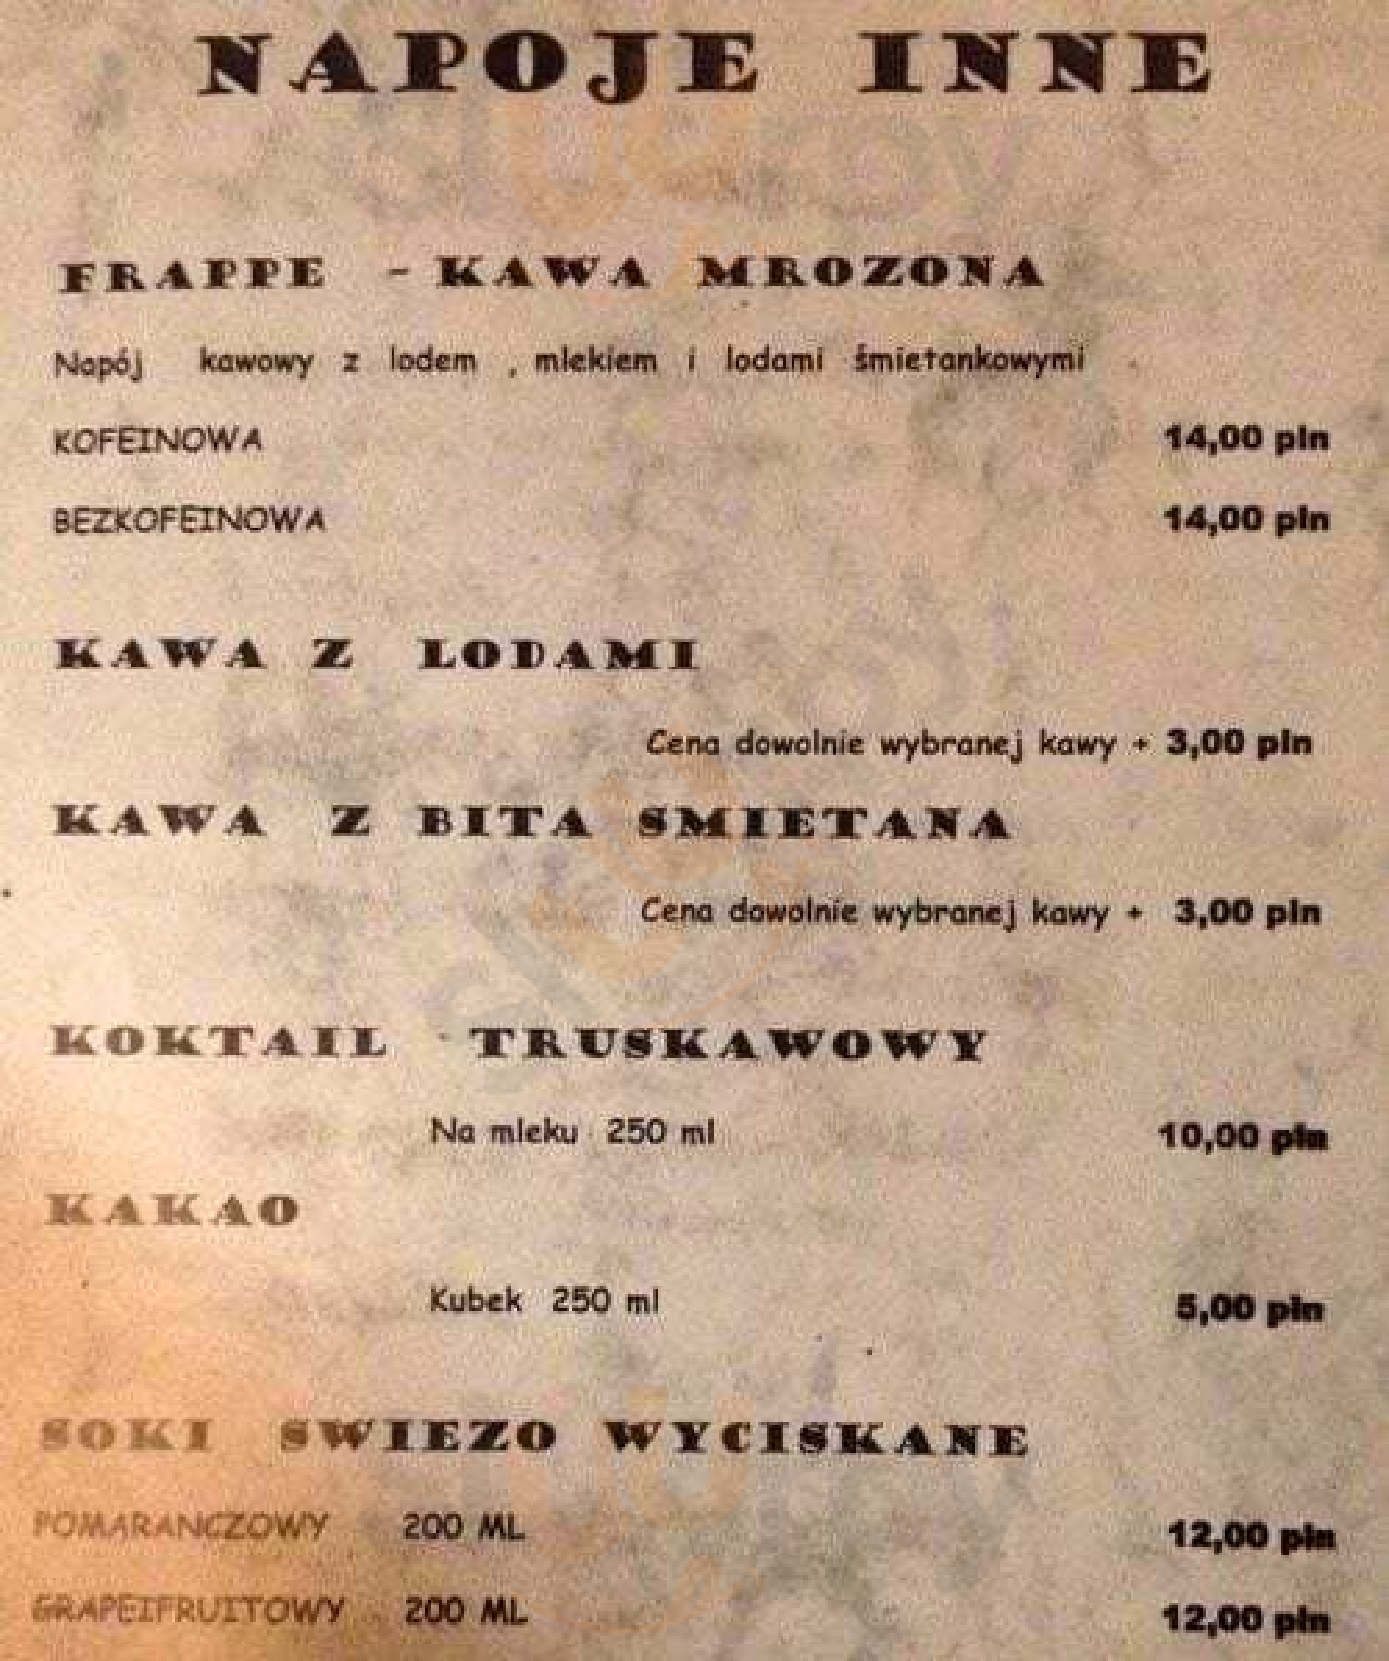 NAPOJE INNE
FRAPPE - KAWA MROZONA
Napój kawowy z lodem , mlekiem i lodami śmietankowymi
KOFEINOWA 14,00 pln
BEZKOFEINOWA 14,00 pln
KAWA Z LODAMI
Cena dowolnie wybranej kawy + 3,00 pln
KAWA Z BITA SMIETANA
Cena dowolnie wybranej kawy + 3,00 pln
KOKTAIL TRUSKAWOWY
Na mleku 250 ml 10,00 pln
KAKAO
Kubek 250 ml 5,00 pln
SOKI SWIEZO WYCISKANE
POMARANCZOWY 200 ML 12,00 pln
GRAPEIFRUITOWY 200 ML 12,00 pln